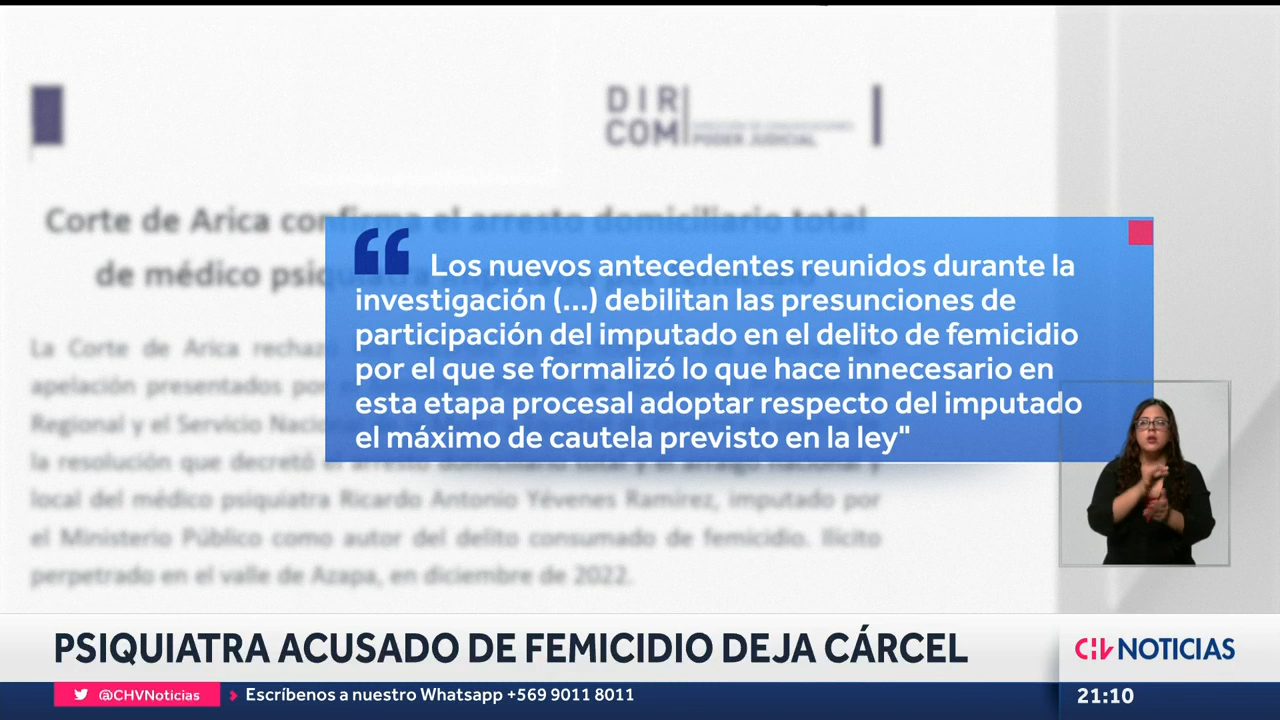 DIR
COM
PODER JUDICIAL
Corte de Arica confirma el arresto domiciliario total
de médico psiquiatra
“ Los nuevos antecedentes reunidos durante la
investigación (...) debilitan las presunciones de
participación del imputado en el delito de femicidio
por el que se formalizó lo que hace innecesario en
esta etapa procesal adoptar respecto del imputado
el máximo de cautela previsto en la ley"
La Corte de Arica
apelación presentados por
Regional y el Servicio
la resolución que decretó el arresto domiciliario total y el arraigo nacional y
local del médico psiquiatra Ricardo Antonio Yévenes Ramírez, imputado por
el Ministerio Público como autor del delito consumado de femicidio. Ilícito
perpetrado en el valle de Azapa, en diciembre de 2022.
PSIQUIATRA ACUSADO DE FEMICIDIO DEJA CÁRCEL
CHV NOTICIAS
@CHVNoticias
Escríbenos a nuestro Whatsapp +569 9011 8011
21:10